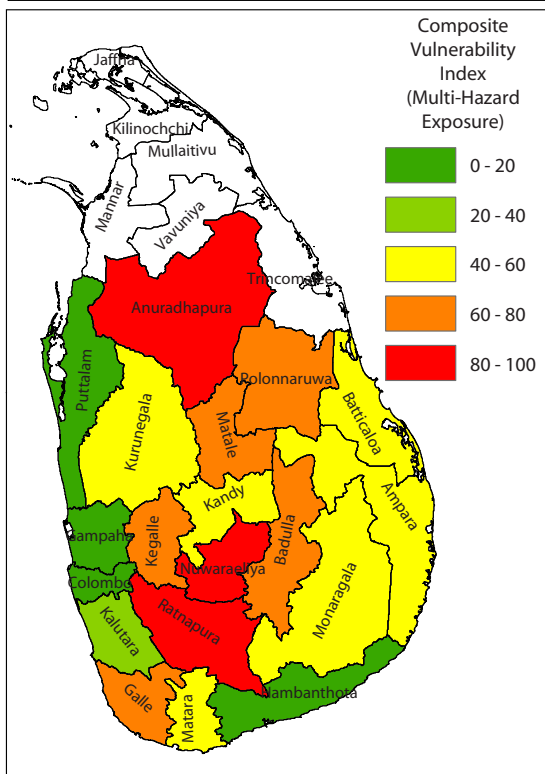 Composite
Vulnerability
Index
(Multi-Hazard
Exposure)
0 - 20
20 - 40
40 - 60
60 - 80
80 - 100
Jaffna
Kilinochchi
Mullaitivu
Mannar
Vavuniya
Trincomalee
Anuradhapura
Puttalam
Polonnaruwa
Batticaloa
Kurunegala
Matale
Kandy
Ampara
Gampaha
Kegalle
Badulla
Nuwaraeliya
Colombo
Monaragala
Kalutara
Ratnapura
Galle
Matara
Hambanthota